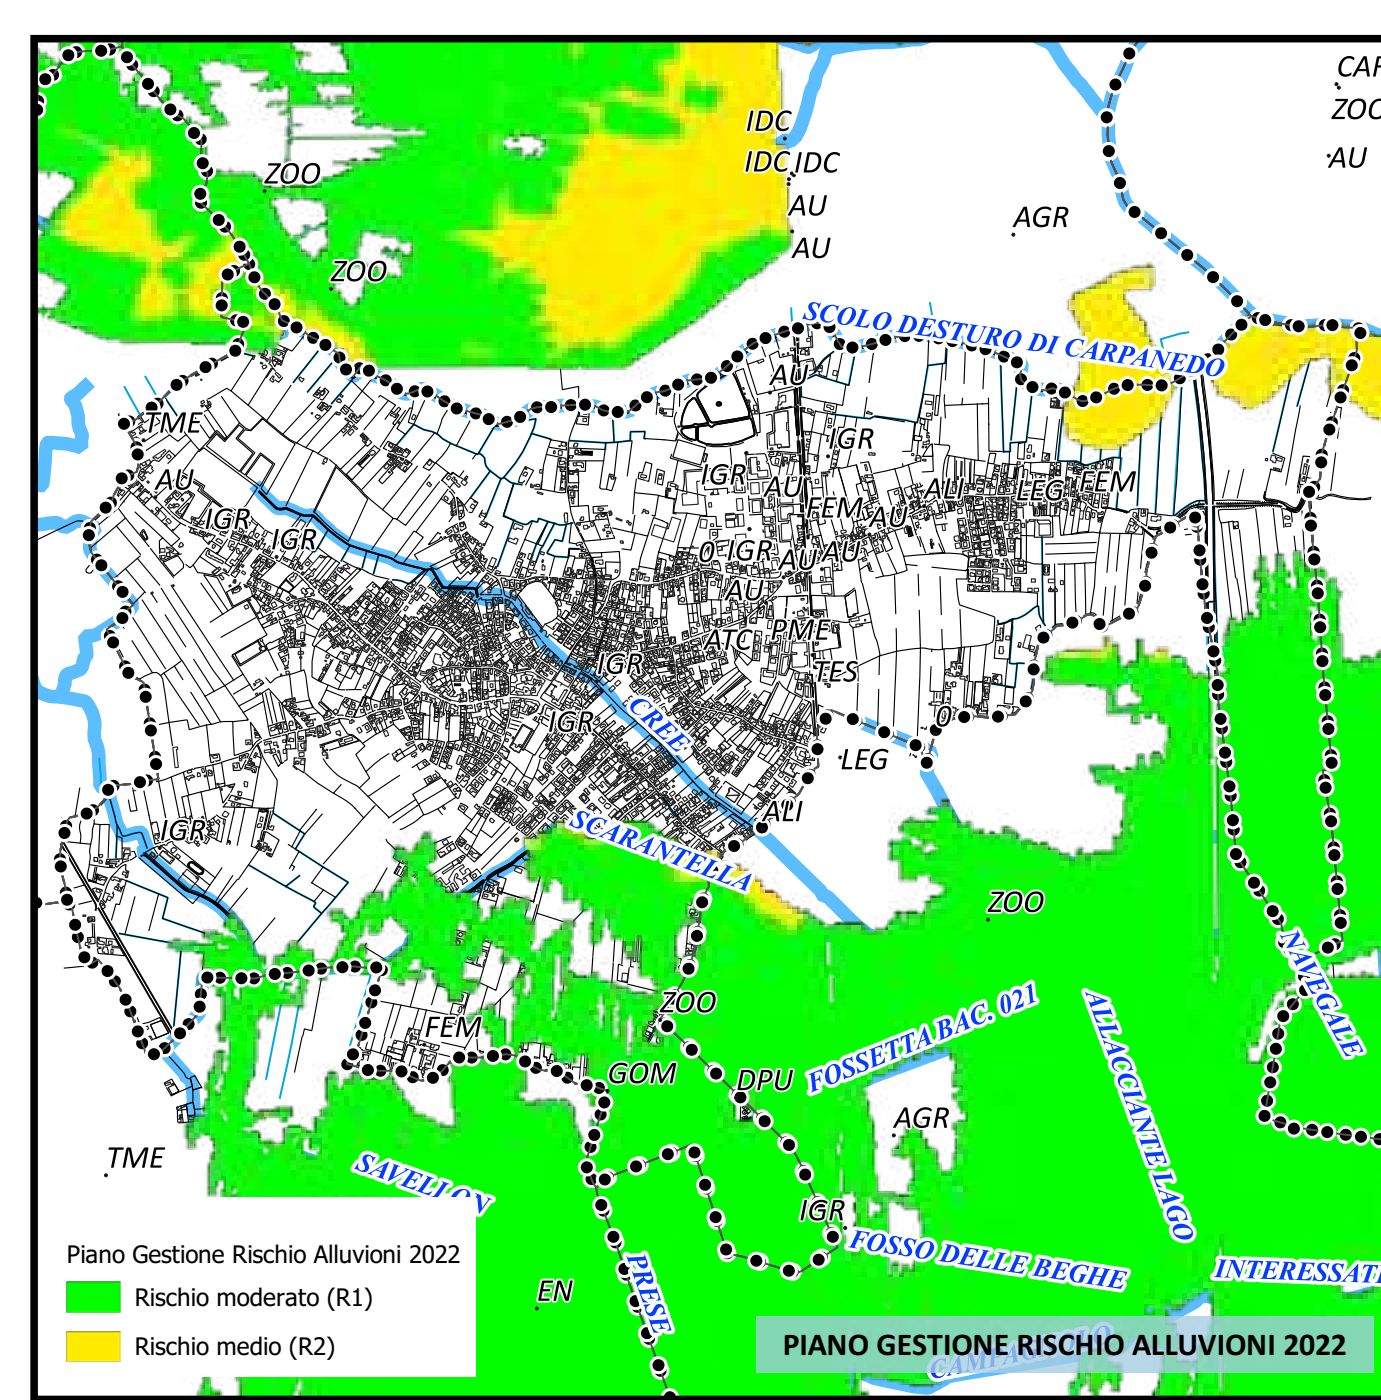 CAF
ZOO
AU
IDC
IDC IDC
AU
AU
AGR
ZOO
ZOO
SCOLO DESTURO DI CARPANEDO
AU
TME
IGR
AU
IGR
AU
ALI
LEG
FEM
FEM
AU
IGR
IGR
0
IGR
AU
AU
AU
ATC
PME
IGR
TES
IGR
CREE
0
LEG
ALI
IGR
SCARANTELLA
ZOO
NAVEGALE
ZOO
FOSSETTA BAC. 021
ALLACCIANTE LAGO
FEM
GOM
DPU
AGR
TME
SAVELLON
IGR
FOSSO DELLE BEGHE
INTERESSATI
PRESE
EN
Piano Gestione Rischio Alluvioni 2022
Rischio moderato (R1)
Rischio medio (R2)
PIANO GESTIONE RISCHIO ALLUVIONI 2022